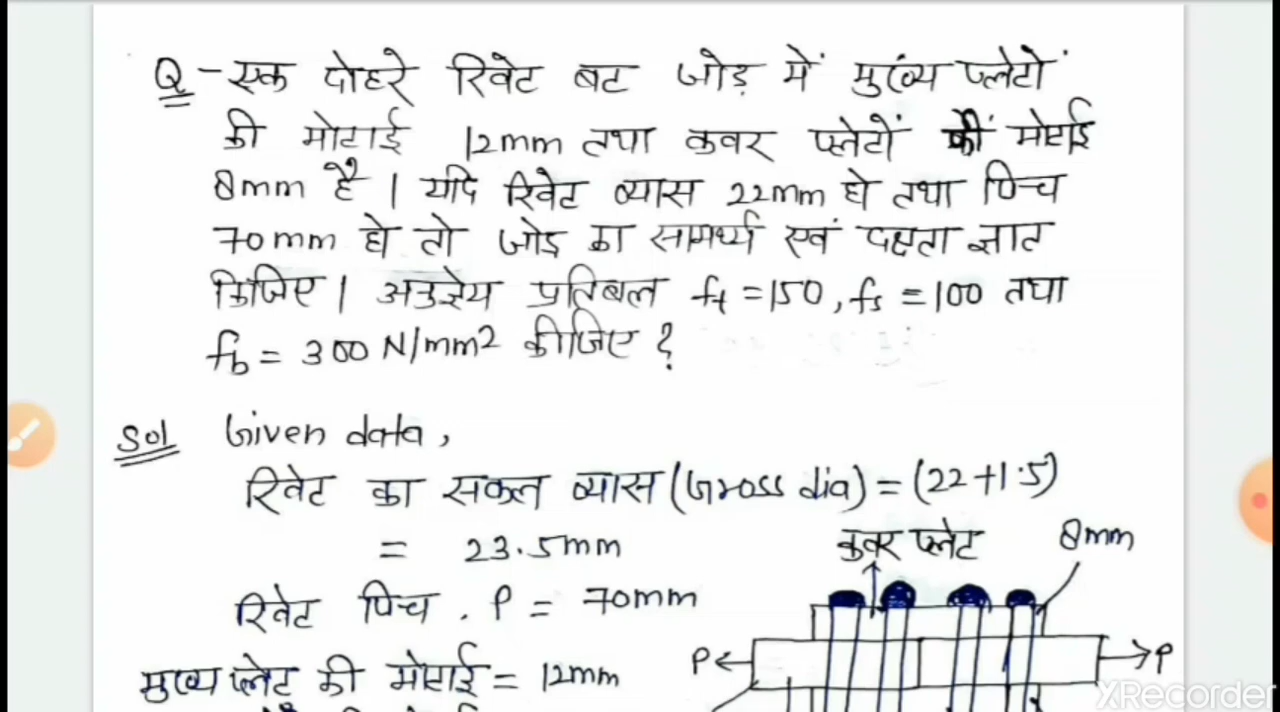 Q - एक दोहरे रिवेट बट जोड़ में मुख्य प्लेटों
की मोटाई 12mm तथा कवर प्लेटों की मोटाई
8mm है । यदि रिवेट व्यास 22mm हो तथा पिच
70mm हो तो जोड का सामर्थ्य एवं दक्षता ज्ञात
किजिए । अनुज्ञेय प्रतिबल ft = 150, fs = 100 तथा
fb = 300 N/mm2 कीजिए ?
Sol Given data,
रिवेट का सकल व्यास (Gross dia) = (22+1.5)
= 23.5mm
कवर प्लेट 8mm
रिवेट पिच . P = 70mm
P P
मुख्य प्लेट की मोटाई = 12mm
XRecorder